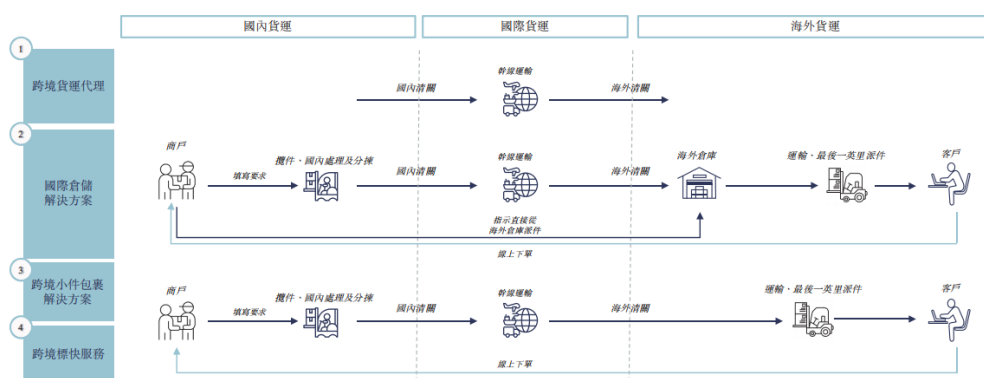 國內貨運
國際貨運
海外貨運
1
跨境貨運代理
國內清關
幹線運輸
海外清關
2
國際倉儲
解決方案
商戶
填寫要求
攬件、國內處理及分揀
國內清關
幹線運輸
海外清關
海外倉庫
運輸、最後一英里派件
客戶
指示直接從
海外倉庫派件
線上下單
3
跨境小件包裹
解決方案
4
跨境標快服務
商戶
填寫要求
攬件、國內處理及分揀
國內清關
幹線運輸
海外清關
運輸、最後一英里派件
客戶
線上下單